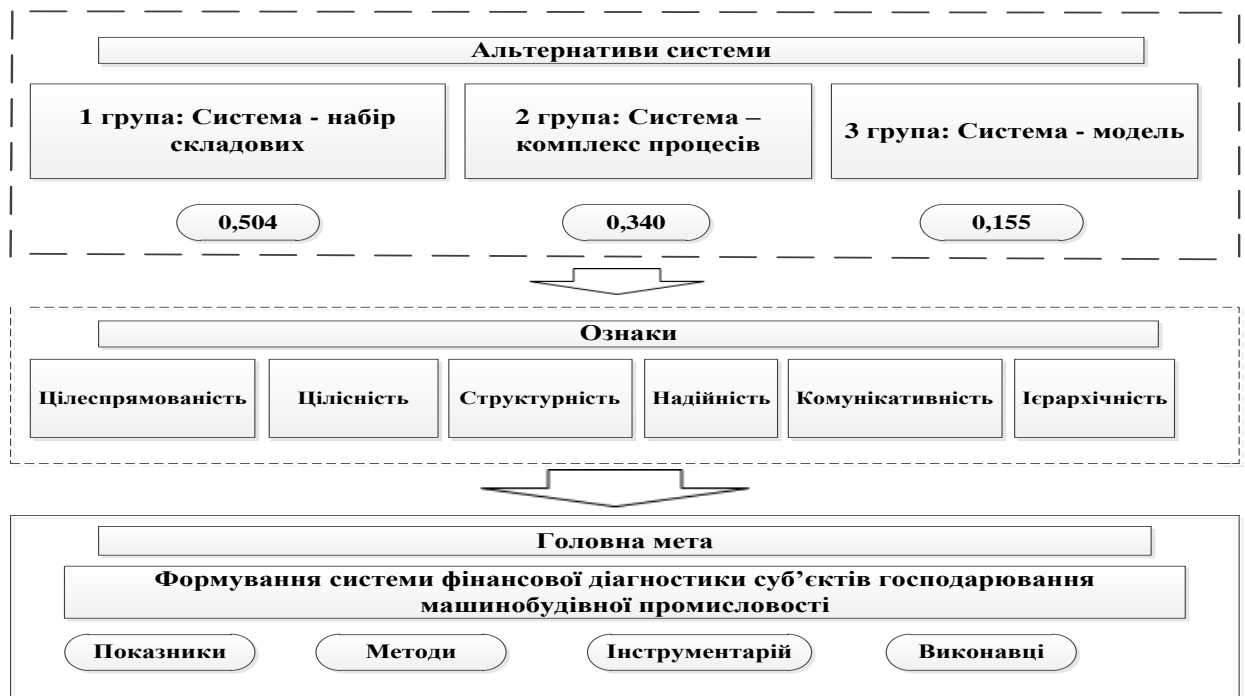 Альтернативи системи
1 група: Система - набір
складових
2 група: Система –
комплекс процесів
3 група: Система - модель
0,504
0,340
0,155
Ознаки
Цілеспрямованість
Цілісність
Структурність
Надійність
Комунікативність
Ієрархічність
Головна мета
Формування системи фінансової діагностики суб’єктів господарювання
машинобудівної промисловості
Показники
Методи
Інструментарій
Виконавці